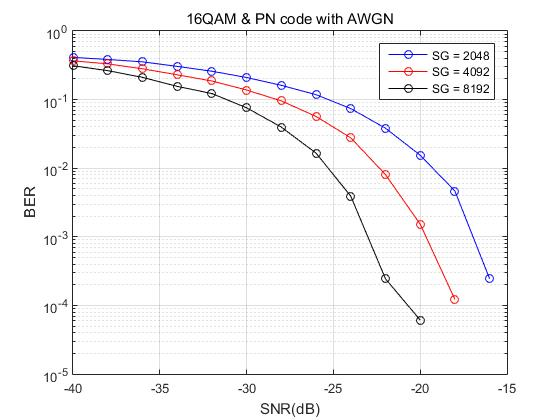 16QAM & PN code with AWGN
10^0
10^-1
10^-2
10^-3
10^-4
10^-5
BER
SG = 2048
SG = 4092
SG = 8192
-40 -35 -30 -25 -20 -15
SNR(dB)